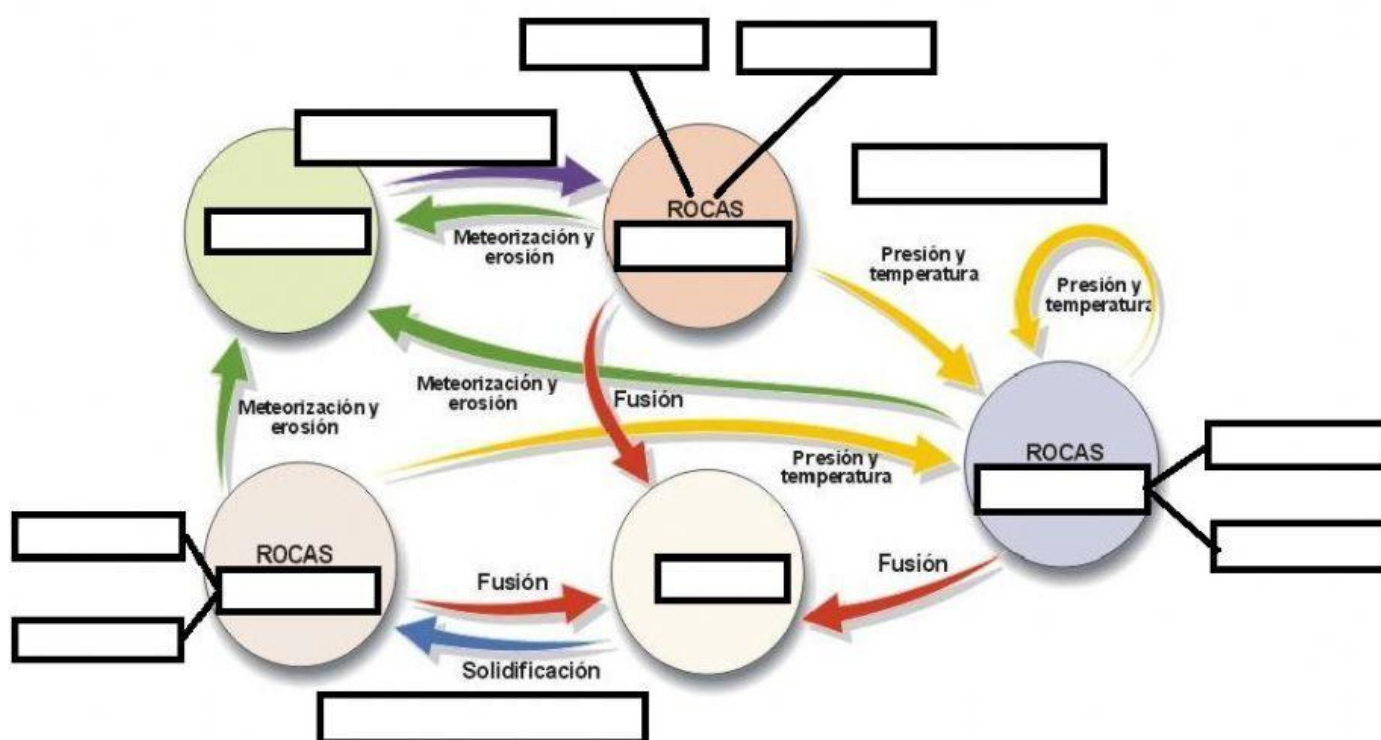 ROCAS
Meteorización y
erosión
Presión y
temperatura
Presión y
temperatura
Meteorización y
erosión
Meteorización y
erosión
Fusión
Presión y
temperatura
ROCAS
ROCAS
Fusión
Fusión
Solidificación